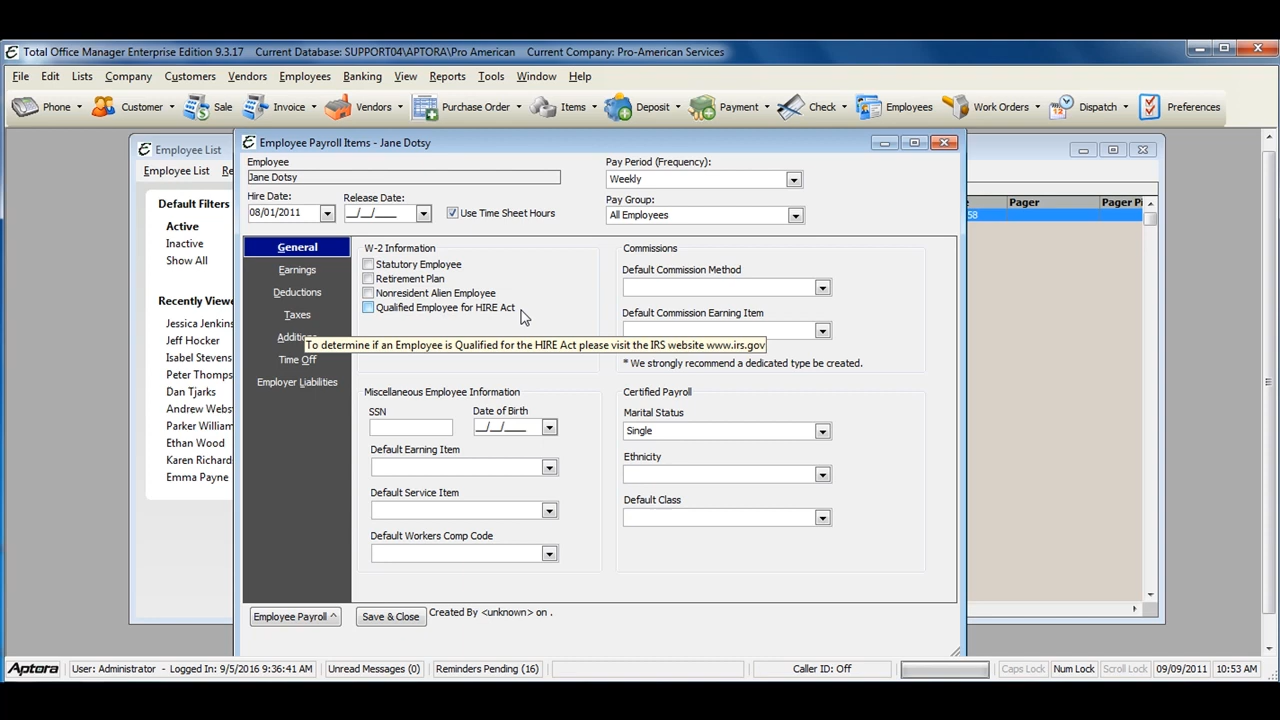 Total Office Manager Enterprise Edition 9.3.17 Current Database: SUPPORT04\APTORA\Pro American Current Company: Pro-American Services
File Edit Lists Company Customers Vendors Employees Banking View Reports Tools Window Help
Phone Customer Sale Invoice Vendors Purchase Order Items Deposit Payment Check Employees Work Orders Dispatch Preferences
Employee List
Employee List
Default Filters
Active
Inactive
Show All
Recently View
Jessica Jenkins
Jeff Hocker
Isabel Stevens
Peter Thomps
Dan Tjarks
Andrew Webs
Parker William
Ethan Wood
Karen Richard
Emma Payne
Pager Pager Pi
58
Employee Payroll Items - Jane Dotsy
Employee
Jane Dotsy
Pay Period (Frequency):
Weekly
Hire Date: Release Date:
08/01/2011 __/__/____
Use Time Sheet Hours
Pay Group:
All Employees
General
Earnings
Deductions
Taxes
Additions
Time Off
Employer Liabilities
W-2 Information
Statutory Employee
Retirement Plan
Nonresident Alien Employee
Qualified Employee for HIRE Act
To determine if an Employee is Qualified for the HIRE Act please visit the IRS website www.irs.gov
Commissions
Default Commission Method
Default Commission Earning Item
* We strongly recommend a dedicated type be created.
Miscellaneous Employee Information
SSN Date of Birth
__/__/____
Default Earning Item
Default Service Item
Default Workers Comp Code
Certified Payroll
Marital Status
Single
Ethnicity
Default Class
Employee Payroll ^ Save & Close Created By <unknown> on .
Aptora User: Administrator - Logged In: 9/5/2016 9:36:41 AM Unread Messages (0) Reminders Pending (16) Caller ID: Off Caps Lock Num Lock Scroll Lock 09/09/2011 10:53 AM